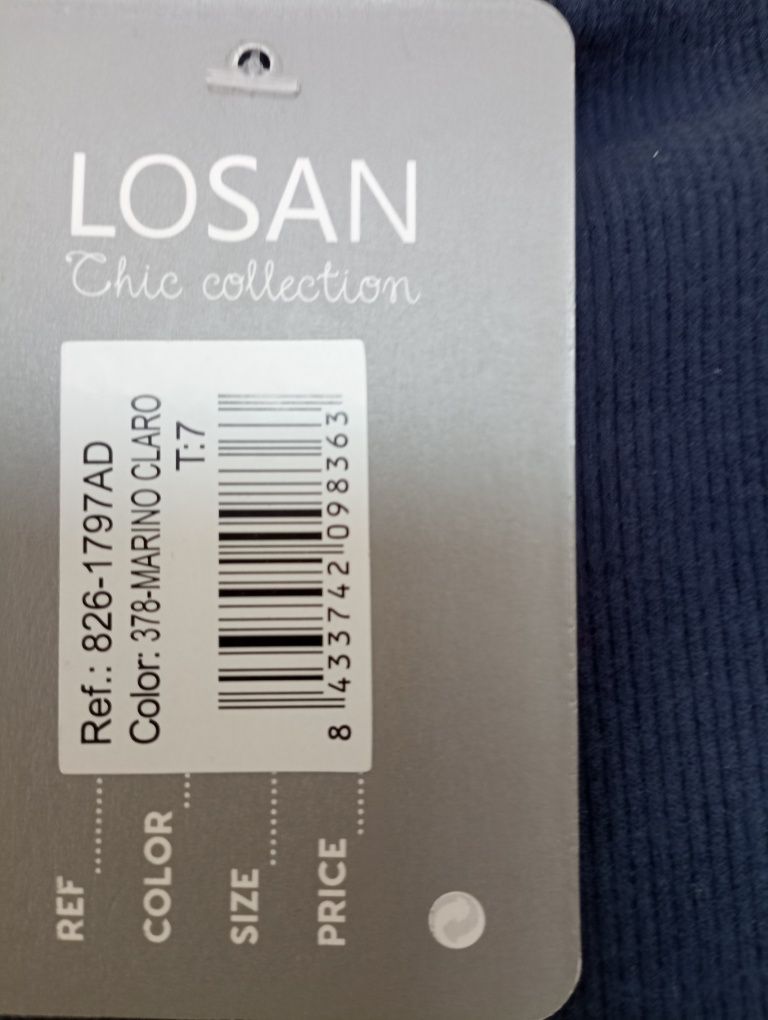 LOSAN
Chic collection
Ref.: 826-1797AD
Color: 378-MARINO CLARO
T:7
8 433742 098363
REF ..........
COLOR ....
SIZE ..........
PRICE ......